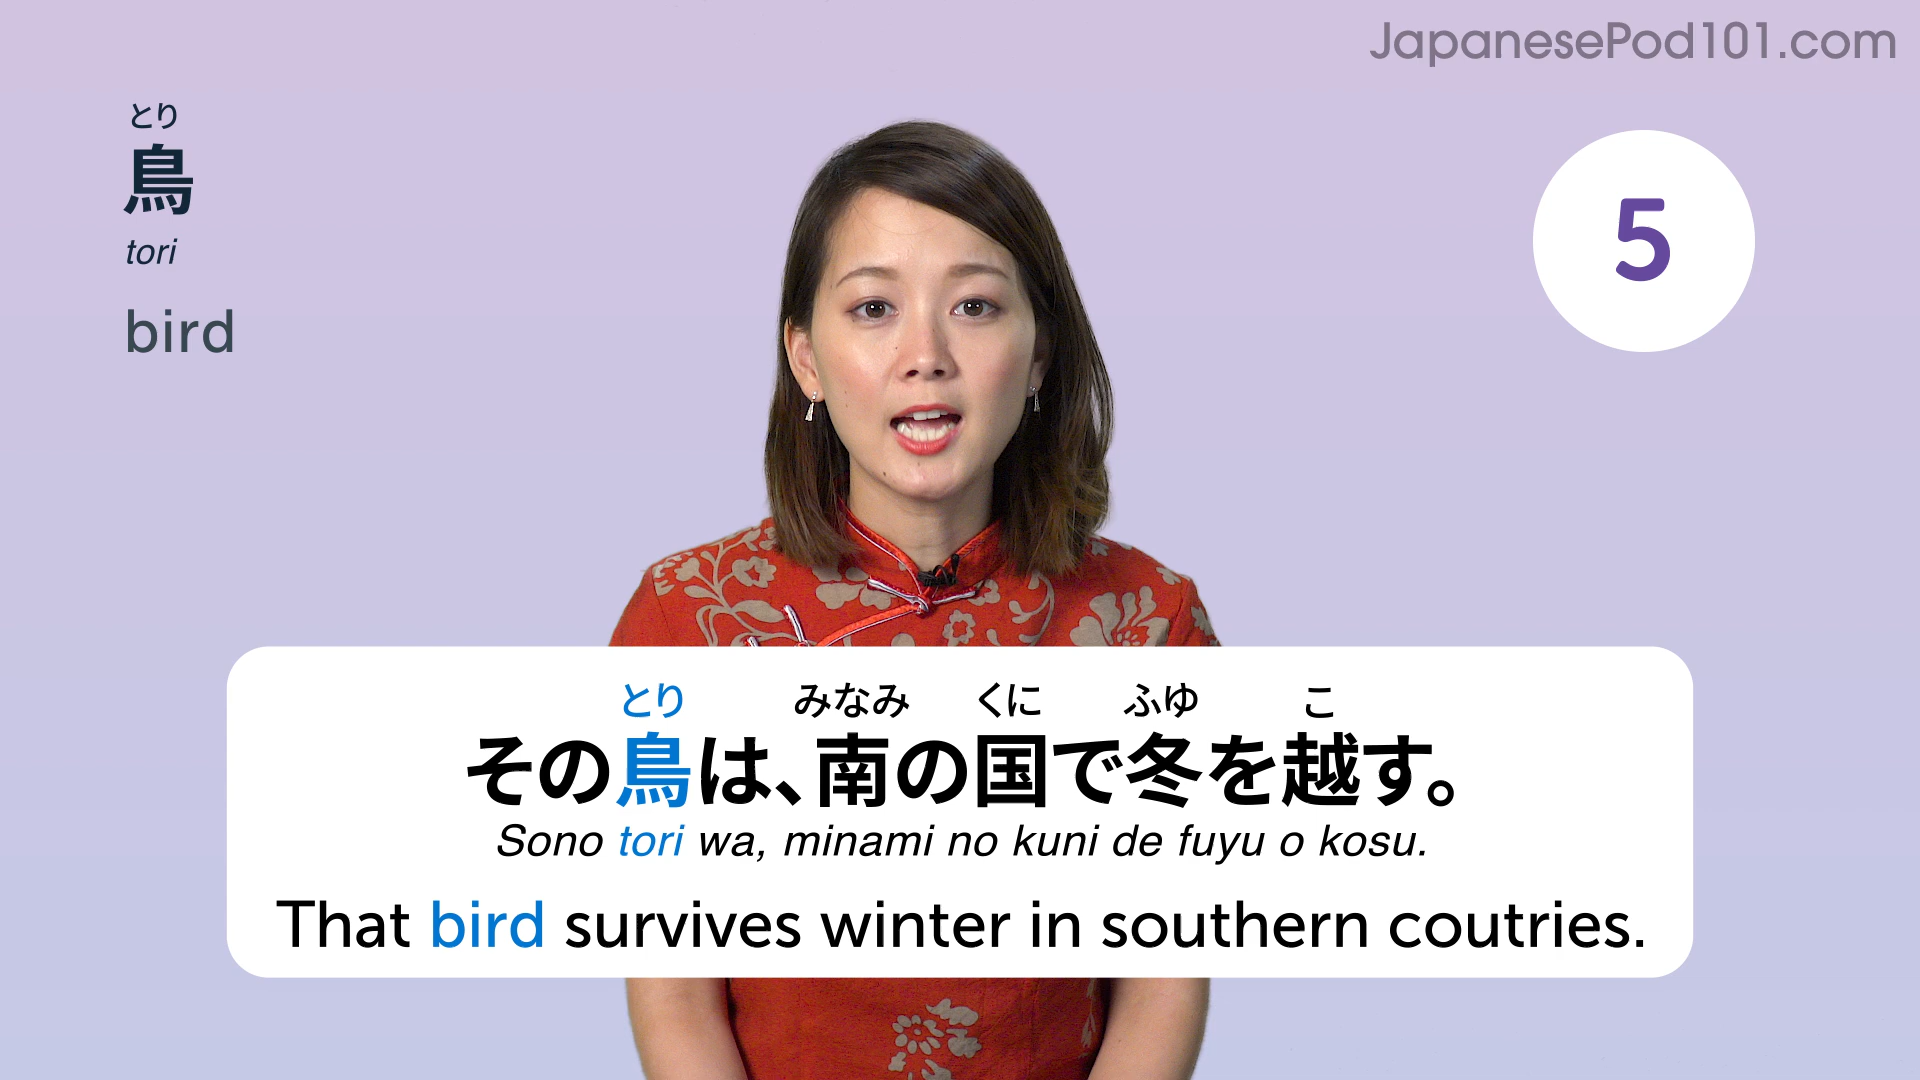 JapanesePod101.com
とり
鳥
tori
bird
5
とり みなみ くに ふゆ こ
その鳥は、南の国で冬を越す。
Sono tori wa, minami no kuni de fuyu o kosu.
That bird survives winter in southern coutries.